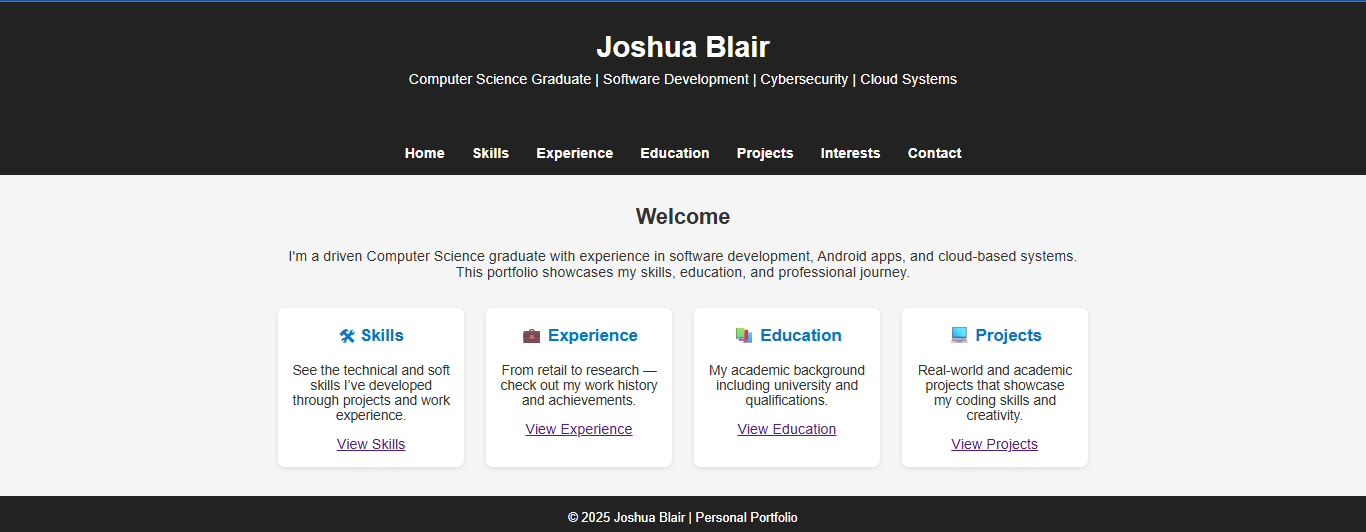 Joshua Blair
Computer Science Graduate | Software Development | Cybersecurity | Cloud Systems
Home Skills Experience Education Projects Interests Contact
Welcome
I'm a driven Computer Science graduate with experience in software development, Android apps, and cloud-based systems.
This portfolio showcases my skills, education, and professional journey.
🛠 Skills
See the technical and soft
skills I’ve developed
through projects and work
experience.
View Skills
💼 Experience
From retail to research —
check out my work history
and achievements.
View Experience
📚 Education
My academic background
including university and
qualifications.
View Education
💻 Projects
Real-world and academic
projects that showcase
my coding skills and
creativity.
View Projects
© 2025 Joshua Blair | Personal Portfolio